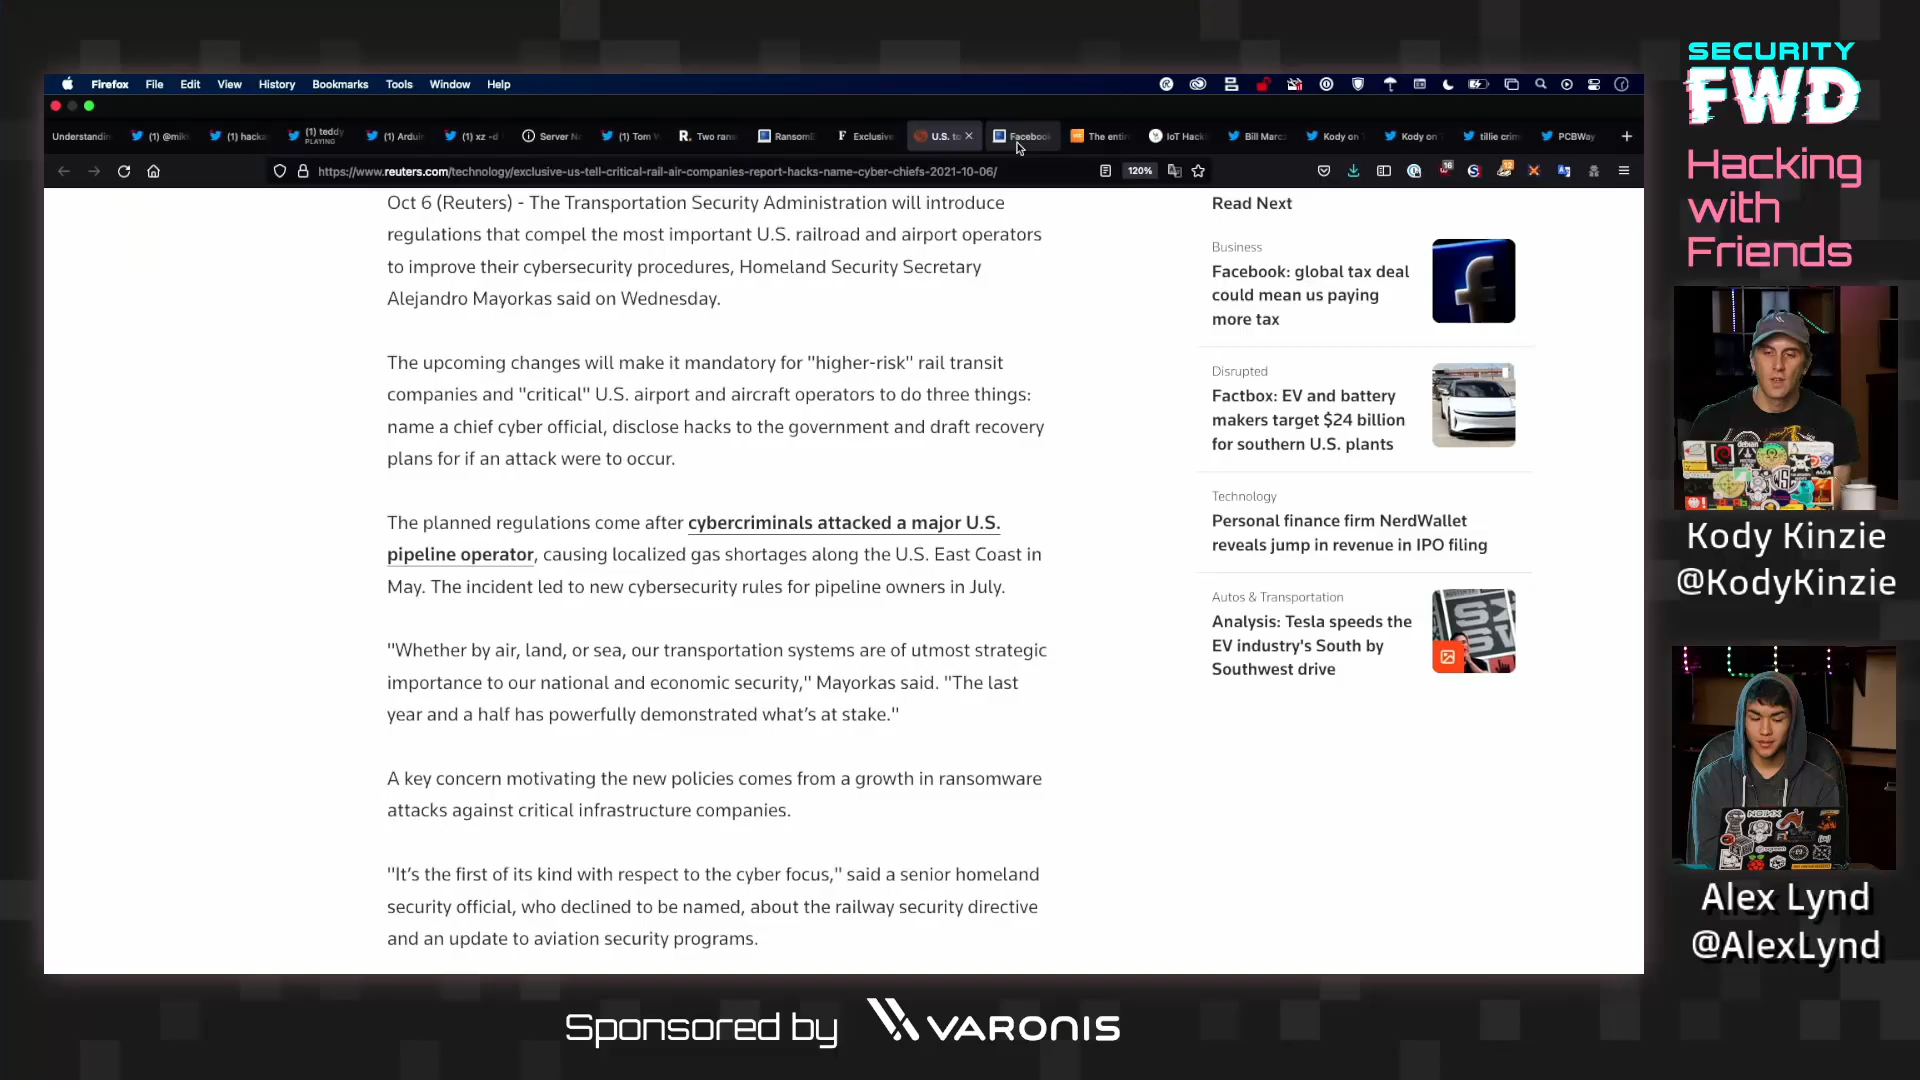 Firefox File Edit View History Bookmarks Tools Window Help
Understandin (1) @mik (1) hacka (1) teddy (1) Ardui (1) xz -d Server N (1) Tom W Two ran RansomE Exclusive U.S. to Facebook The entir IoT Hacki Bill Marc Kody on Kody on tillie crim PCBWay
PLAYING
https://www.reuters.com/technology/exclusive-us-tell-critical-rail-air-companies-report-hacks-name-cyber-chiefs-2021-10-06/ 120%
Oct 6 (Reuters) - The Transportation Security Administration will introduce
regulations that compel the most important U.S. railroad and airport operators
to improve their cybersecurity procedures, Homeland Security Secretary
Alejandro Mayorkas said on Wednesday.
The upcoming changes will make it mandatory for "higher-risk" rail transit
companies and "critical" U.S. airport and aircraft operators to do three things:
name a chief cyber official, disclose hacks to the government and draft recovery
plans for if an attack were to occur.
The planned regulations come after cybercriminals attacked a major U.S.
pipeline operator, causing localized gas shortages along the U.S. East Coast in
May. The incident led to new cybersecurity rules for pipeline owners in July.
"Whether by air, land, or sea, our transportation systems are of utmost strategic
importance to our national and economic security," Mayorkas said. "The last
year and a half has powerfully demonstrated what's at stake."
A key concern motivating the new policies comes from a growth in ransomware
attacks against critical infrastructure companies.
"It's the first of its kind with respect to the cyber focus," said a senior homeland
security official, who declined to be named, about the railway security directive
and an update to aviation security programs.
Read Next
Business
Facebook: global tax deal
could mean us paying
more tax
Disrupted
Factbox: EV and battery
makers target $24 billion
for southern U.S. plants
Technology
Personal finance firm NerdWallet
reveals jump in revenue in IPO filing
Autos & Transportation
Analysis: Tesla speeds the
EV industry's South by
Southwest drive
SECURITY
FWD
Hacking
with
Friends
debian
Kody Kinzie
@KodyKinzie
Alex Lynd
@AlexLynd
Sponsored by VARONIS